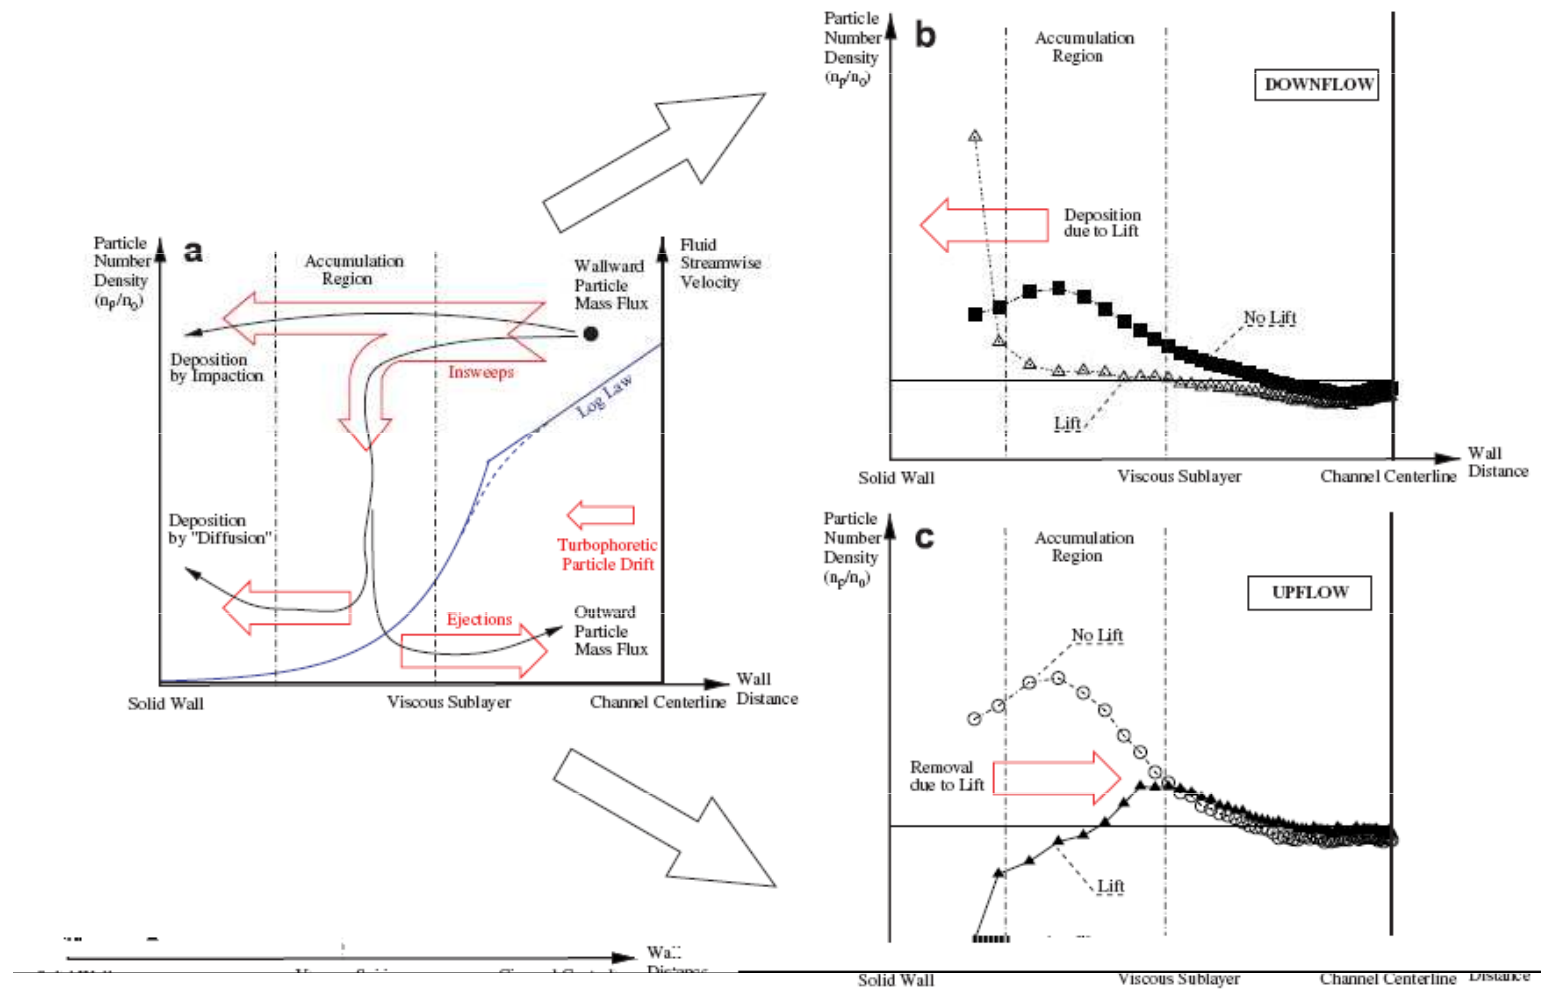 a
Particle
Number
Density
(np/no)
Accumulation
Region
Wallward
Particle
Mass Flux
Fluid
Streamwise
Velocity
Deposition
by Impaction
Insweeps
Log Law
Deposition
by "Diffusion"
Turbophoretic
Particle Drift
Ejections
Outward
Particle
Mass Flux
Solid Wall
Viscous Sublayer
Channel Centerline
Wall
Distance
b
Particle
Number
Density
(np/no)
Accumulation
Region
DOWNFLOW
Deposition
due to Lift
No Lift
Lift
Solid Wall
Viscous Sublayer
Channel Centerline
Wall
Distance
c
Particle
Number
Density
(np/no)
Accumulation
Region
UPFLOW
No Lift
Removal
due to Lift
Lift
Solid Wall
Viscous Sublayer
Channel Centerline
Distance